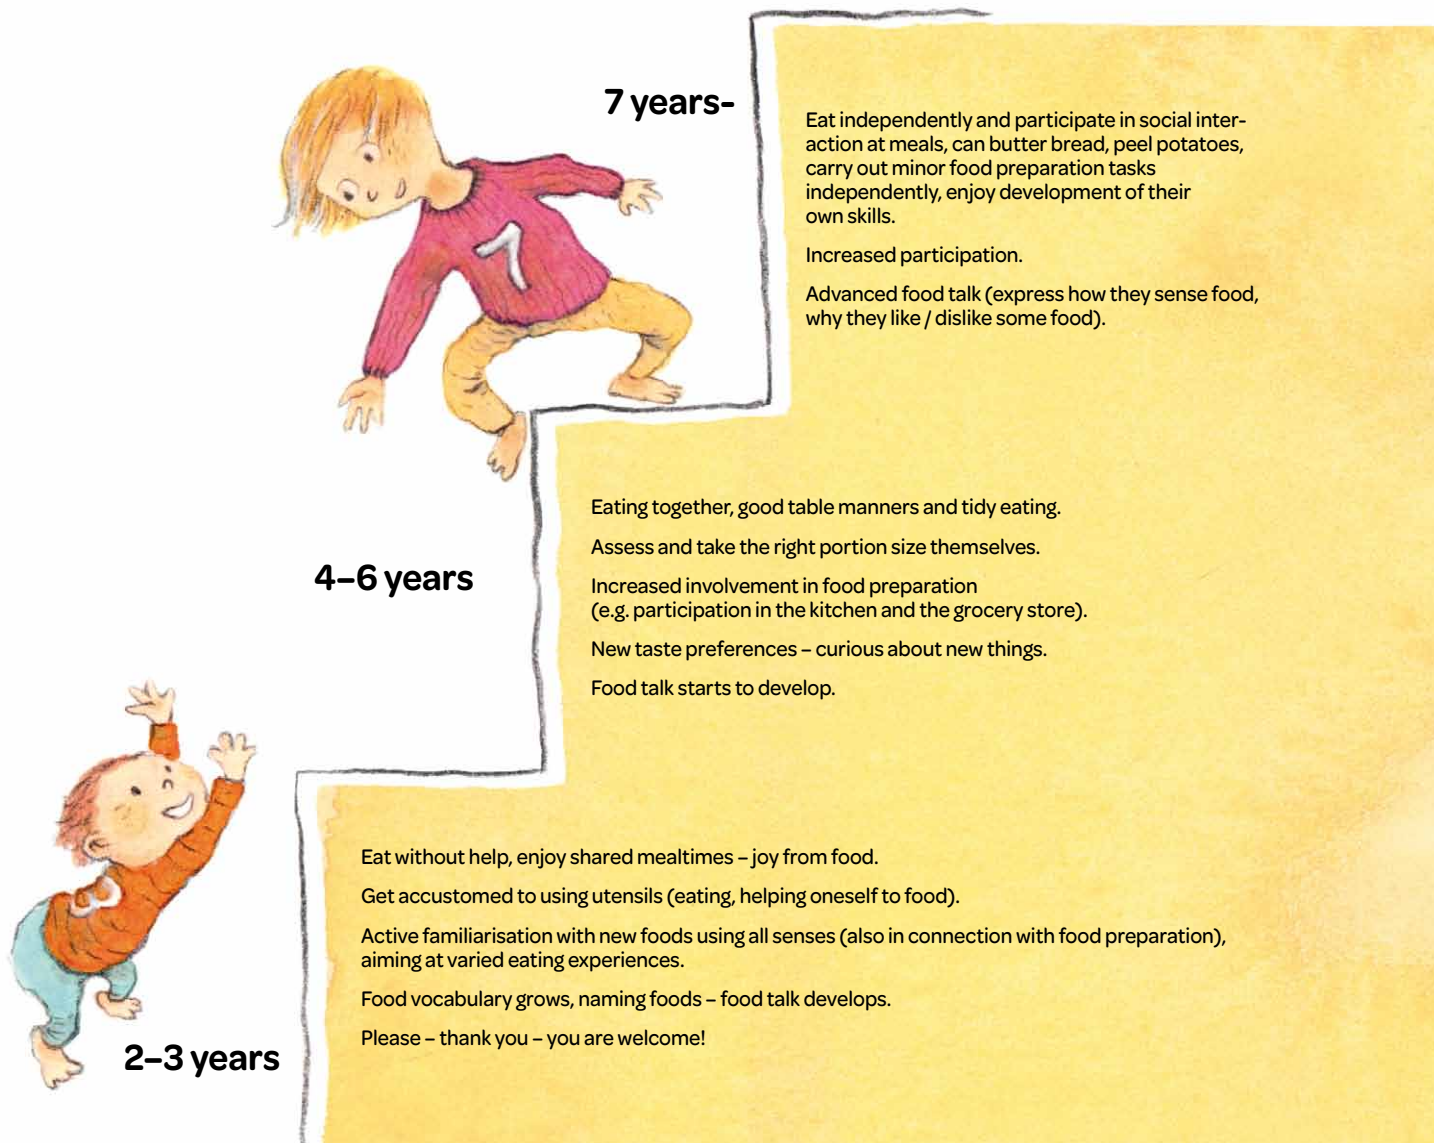 7 years-
Eat independently and participate in social inter-
action at meals, can butter bread, peel potatoes,
carry out minor food preparation tasks
independently, enjoy development of their
own skills.
Increased participation.
Advanced food talk (express how they sense food,
why they like / dislike some food).
7
4–6 years
Eating together, good table manners and tidy eating.
Assess and take the right portion size themselves.
Increased involvement in food preparation
(e.g. participation in the kitchen and the grocery store).
New taste preferences – curious about new things.
Food talk starts to develop.
2–3 years
Eat without help, enjoy shared mealtimes – joy from food.
Get accustomed to using utensils (eating, helping oneself to food).
Active familiarisation with new foods using all senses (also in connection with food preparation),
aiming at varied eating experiences.
Food vocabulary grows, naming foods – food talk develops.
Please – thank you – you are welcome!
3